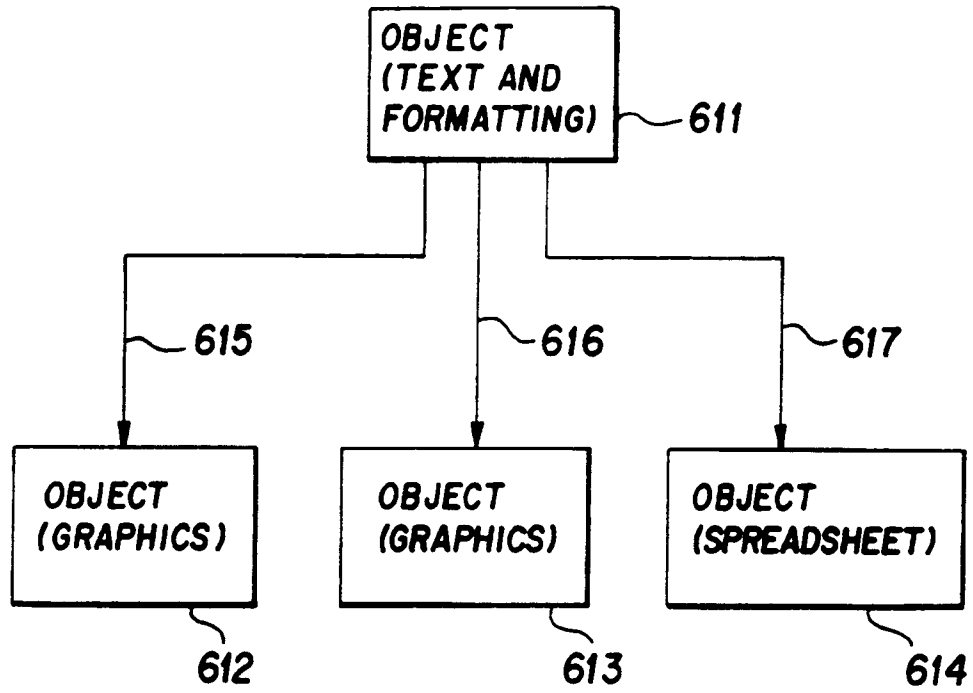 OBJECT
(TEXT AND
FORMATTING)
611
615
616
617
OBJECT
(GRAPHICS)
OBJECT
(GRAPHICS)
OBJECT
(SPREADSHEET)
612
613
614